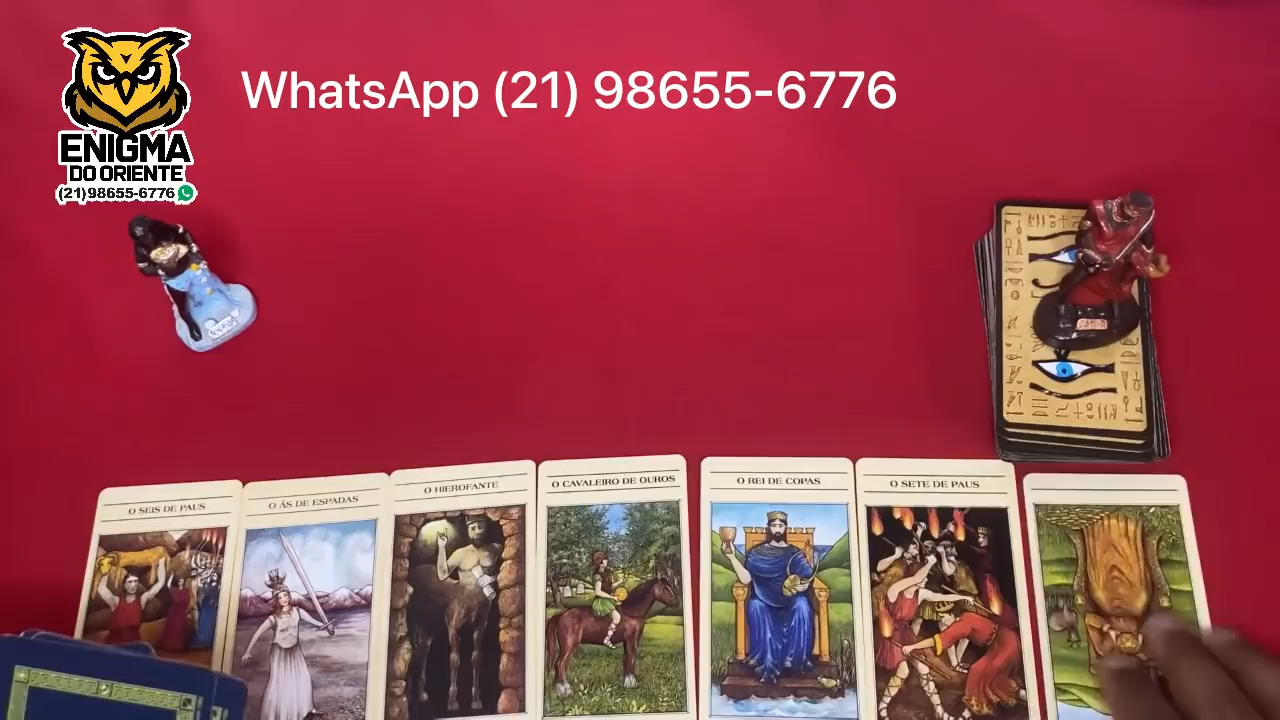 WhatsApp (21) 98655-6776
ENIGMA
DO ORIENTE
(21)98655-6776
O SEIS DE PAUS
O ÁS DE ESPADAS
O HIEROFANTE
O CAVALEIRO DE OUROS
O REI DE COPAS
O SETE DE PAUS